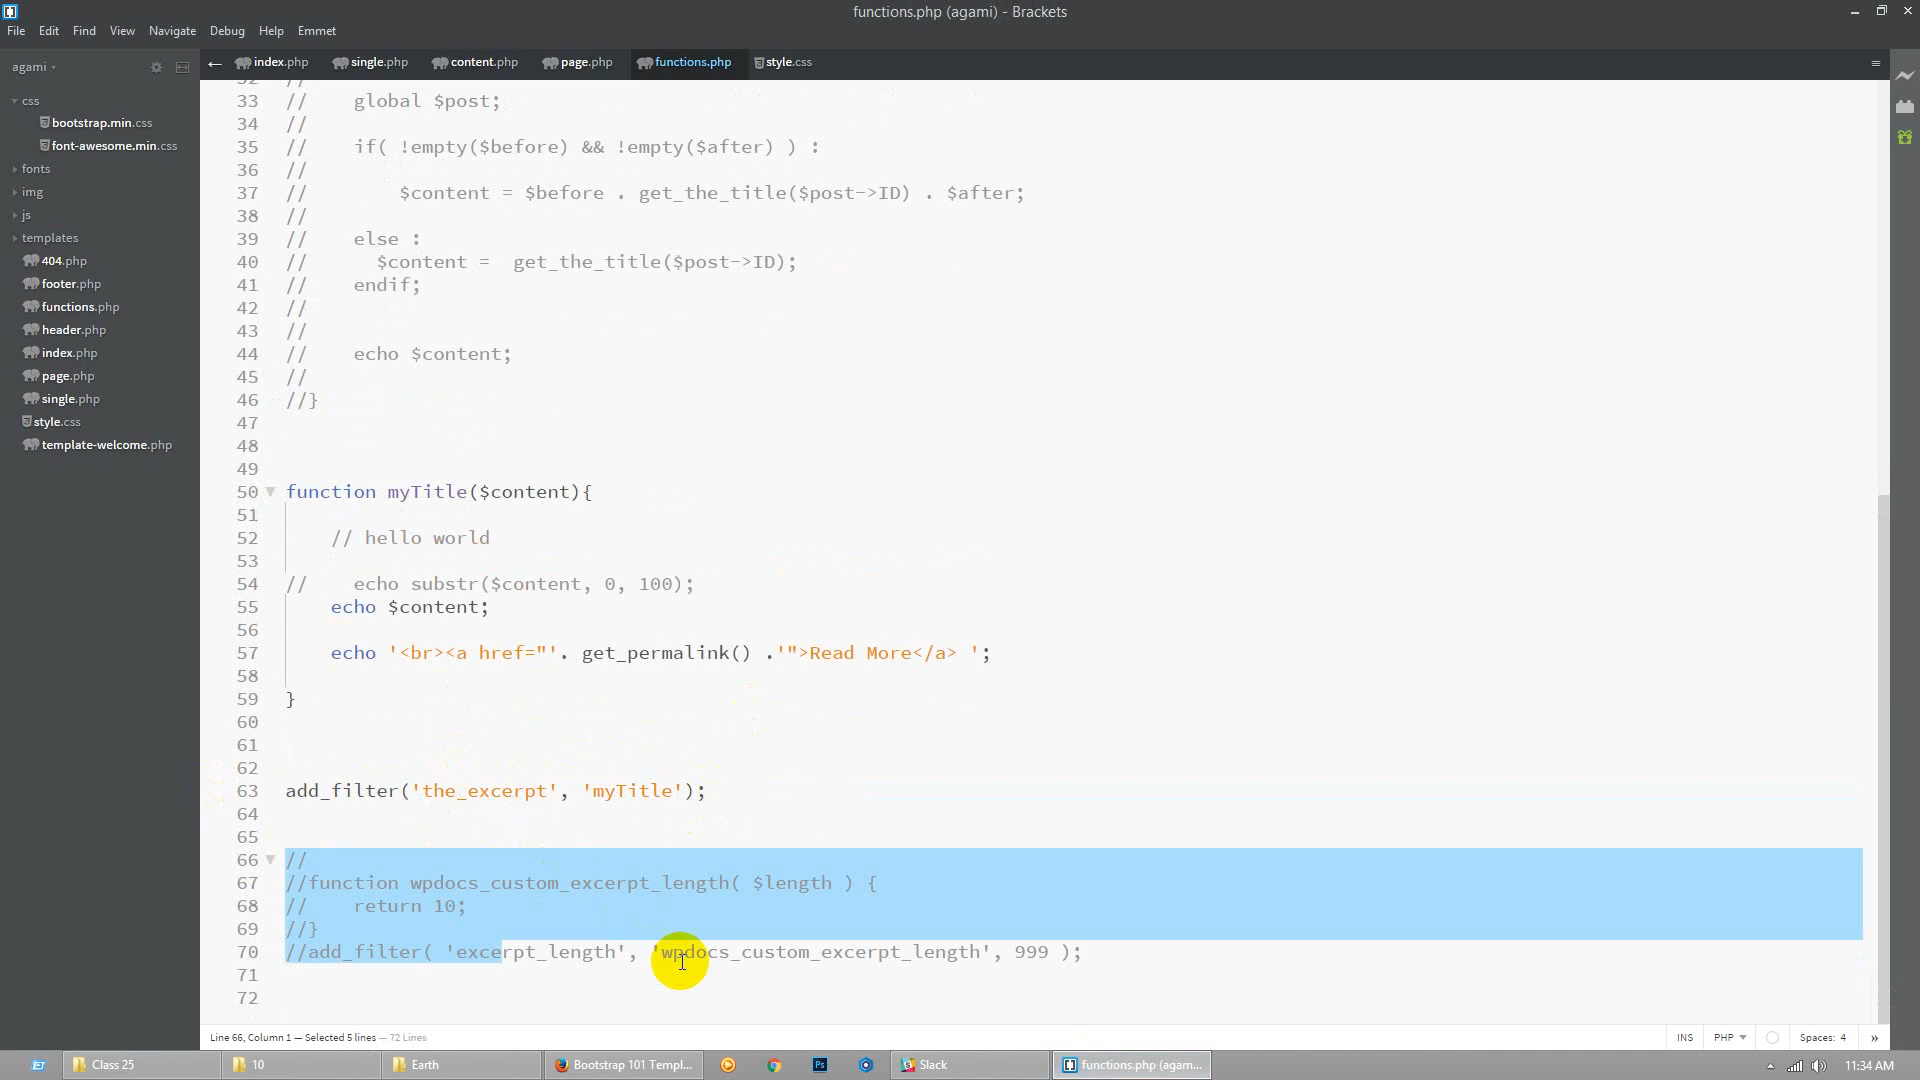 functions.php (agami) - Brackets
File Edit Find View Navigate Debug Help Emmet
agami
index.php single.php content.php page.php functions.php style.css
css
bootstrap.min.css
font-awesome.min.css
fonts
img
js
templates
404.php
footer.php
functions.php
header.php
index.php
page.php
single.php
style.css
template-welcome.php
32 //
33 // global $post;
34 //
35 // if( !empty($before) && !empty($after) ) :
36 //
37 // $content = $before . get_the_title($post->ID) . $after;
38 //
39 // else :
40 // $content = get_the_title($post->ID);
41 // endif;
42 //
43 //
44 // echo $content;
45 //
46 //}
47
48
49
50 function myTitle($content){
51
52 // hello world
53
54 // echo substr($content, 0, 100);
55 echo $content;
56
57 echo '<br><a href="'. get_permalink() .'">Read More</a> ';
58
59 }
60
61
62
63 add_filter('the_excerpt', 'myTitle');
64
65
66 //
67 //function wpdocs_custom_excerpt_length( $length ) {
68 // return 10;
69 //}
70 //add_filter( 'excerpt_length', 'wpdocs_custom_excerpt_length', 999 );
71
72
Line 66, Column 1 — Selected 5 lines — 72 Lines
INS PHP Spaces: 4 »
Class 25 10 Earth Bootstrap 101 Templ... Ps Slack functions.php (agam... 11:34 AM